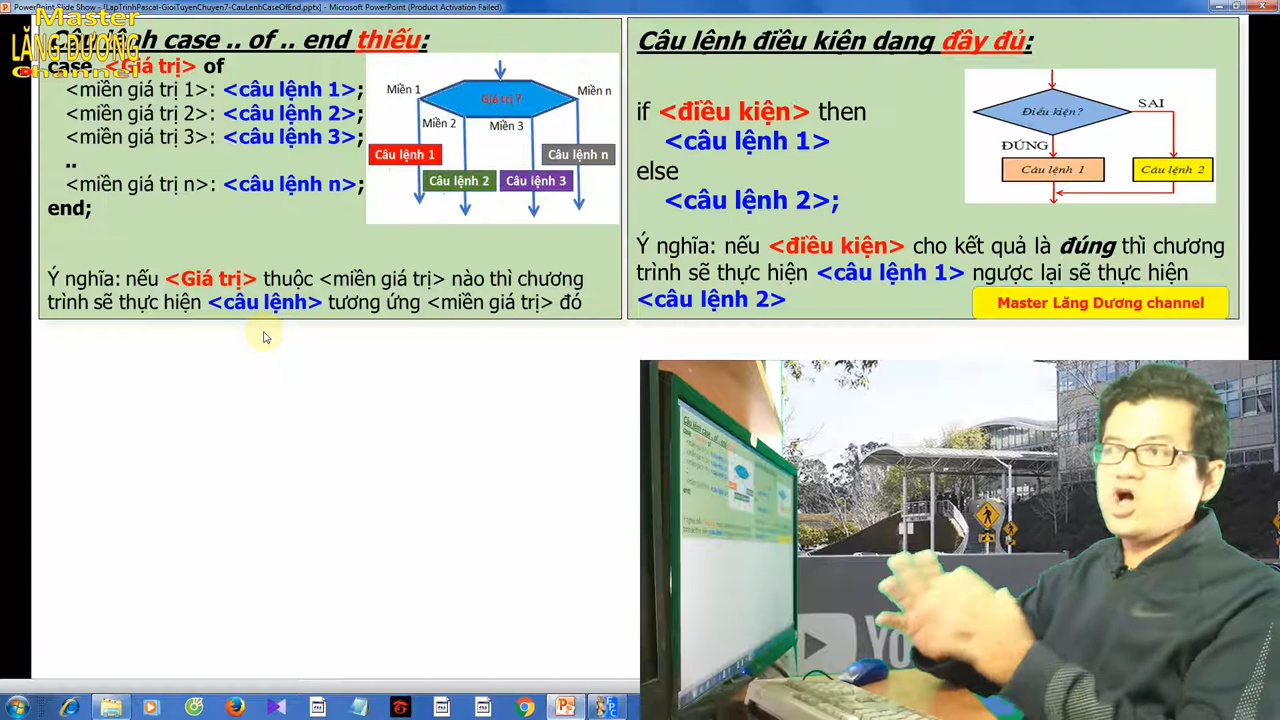 PowerPoint Slide Show - [LapTrinhPascal-GioiTuyenChuyen7-CauLenhCaseOfEnd.pptx] - Microsoft PowerPoint (Product Activation Failed)
Master
LĂNG DƯƠNG
channel
Câu lệnh case .. of .. end thiếu:
case <Giá trị> of
<miền giá trị 1>: <câu lệnh 1>;
<miền giá trị 2>: <câu lệnh 2>;
<miền giá trị 3>: <câu lệnh 3>;
..
<miền giá trị n>: <câu lệnh n>;
end;
Miền 1
Giá trị ?
Miền n
Miền 2
Miền 3
Câu lệnh 1
Câu lệnh n
Câu lệnh 2
Câu lệnh 3
Ý nghĩa: nếu <Giá trị> thuộc <miền giá trị> nào thì chương
trình sẽ thực hiện <câu lệnh> tương ứng <miền giá trị> đó
Câu lệnh điều kiện dạng đầy đủ:
if <điều kiện> then
<câu lệnh 1>
else
<câu lệnh 2>;
Điều kiện?
SAI
ĐÚNG
Câu lệnh 1
Câu lệnh 2
Ý nghĩa: nếu <điều kiện> cho kết quả là đúng thì chương
trình sẽ thực hiện <câu lệnh 1> ngược lại sẽ thực hiện
<câu lệnh 2>
Master Lăng Dương channel